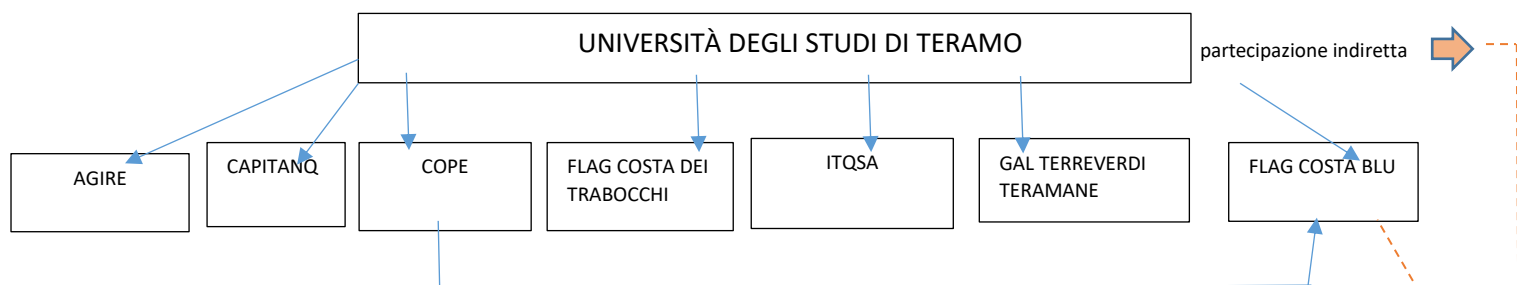 UNIVERSITÀ DEGLI STUDI DI TERAMO
partecipazione indiretta
AGIRE
CAPITANQ
COPE
FLAG COSTA DEI
TRABOCCHI
ITQSA
GAL TERREVERDI
TERAMANE
FLAG COSTA BLU